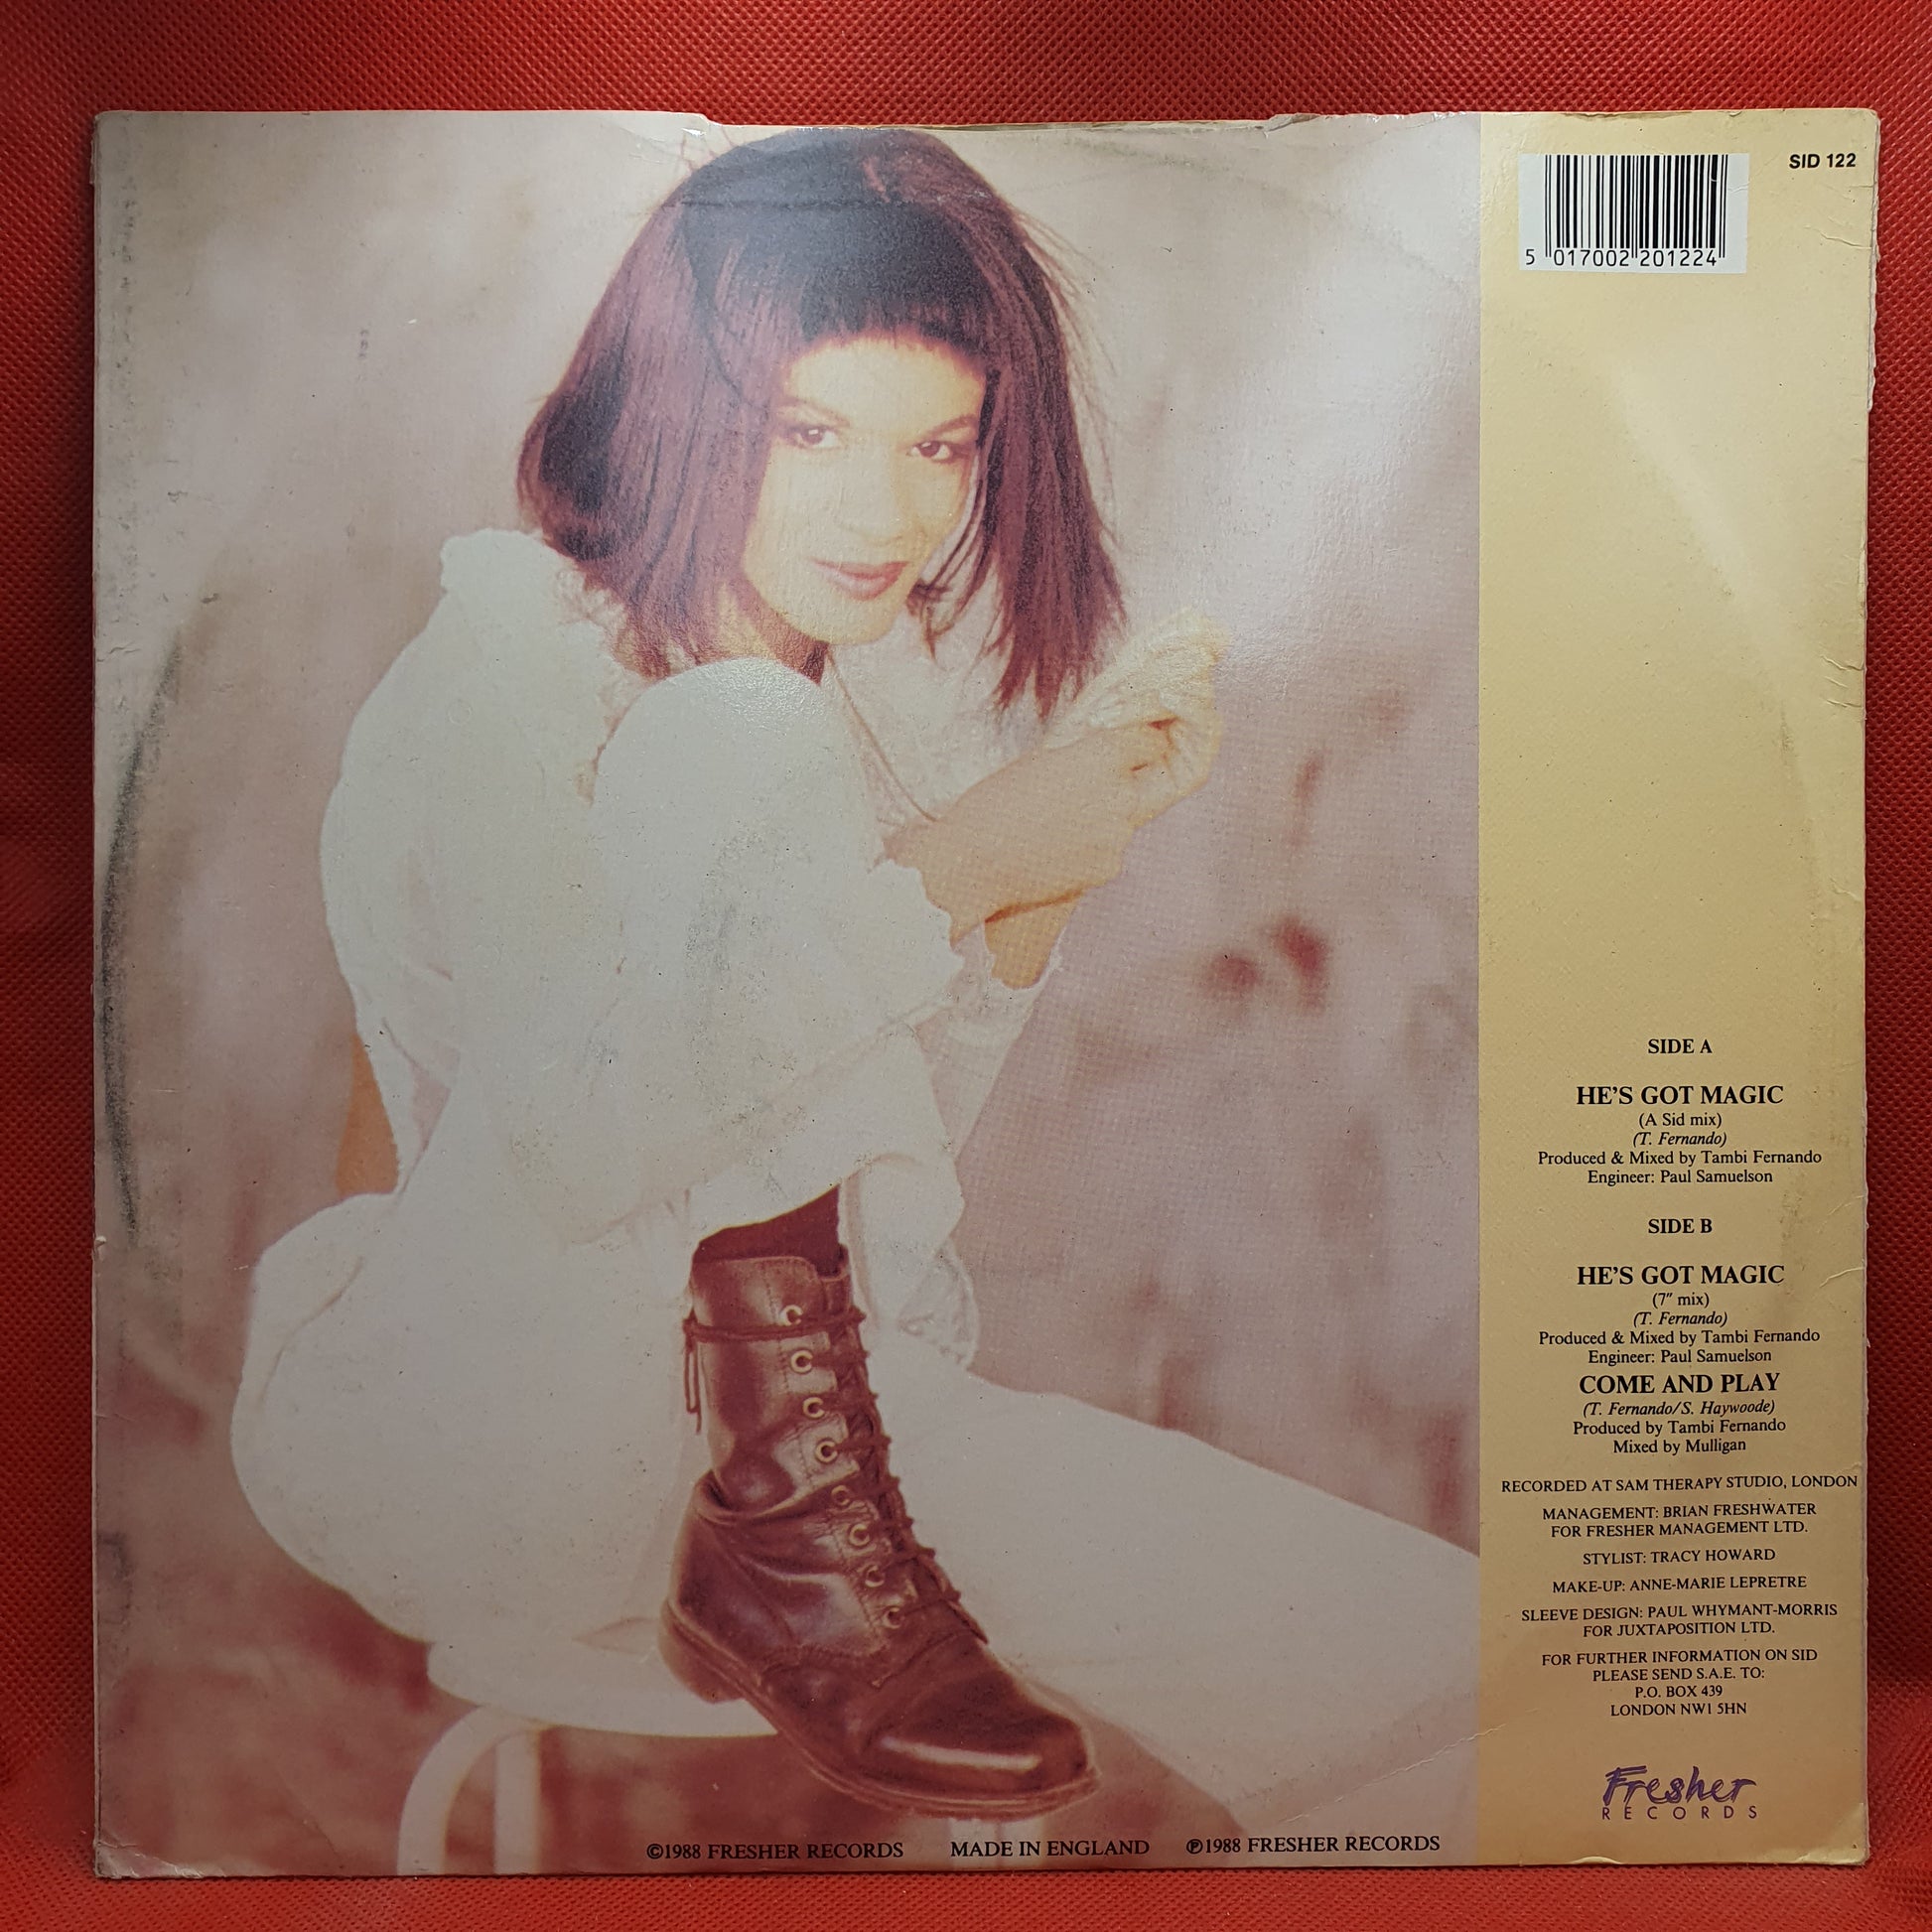 SID 122
5 017002 201224
SIDE A
HE'S GOT MAGIC
(A Sid mix)
(T. Fernando)
Produced & Mixed by Tambi Fernando
Engineer: Paul Samuelson
SIDE B
HE'S GOT MAGIC
(7" mix)
(T. Fernando)
Produced & Mixed by Tambi Fernando
Engineer: Paul Samuelson
COME AND PLAY
(T. Fernando/S. Haywoode)
Produced by Tambi Fernando
Mixed by Mulligan
RECORDED AT SAM THERAPY STUDIO, LONDON
MANAGEMENT: BRIAN FRESHWATER
FOR FRESHER MANAGEMENT LTD.
STYLIST: TRACY HOWARD
MAKE-UP: ANNE-MARIE LEPRETRE
SLEEVE DESIGN: PAUL WHYMANT-MORRIS
FOR JUXTAPOSITION LTD.
FOR FURTHER INFORMATION ON SID
PLEASE SEND S.A.E. TO:
P.O. BOX 439
LONDON NW1 5HN
Fresher
RECORDS
©1988 FRESHER RECORDS MADE IN ENGLAND ℗1988 FRESHER RECORDS